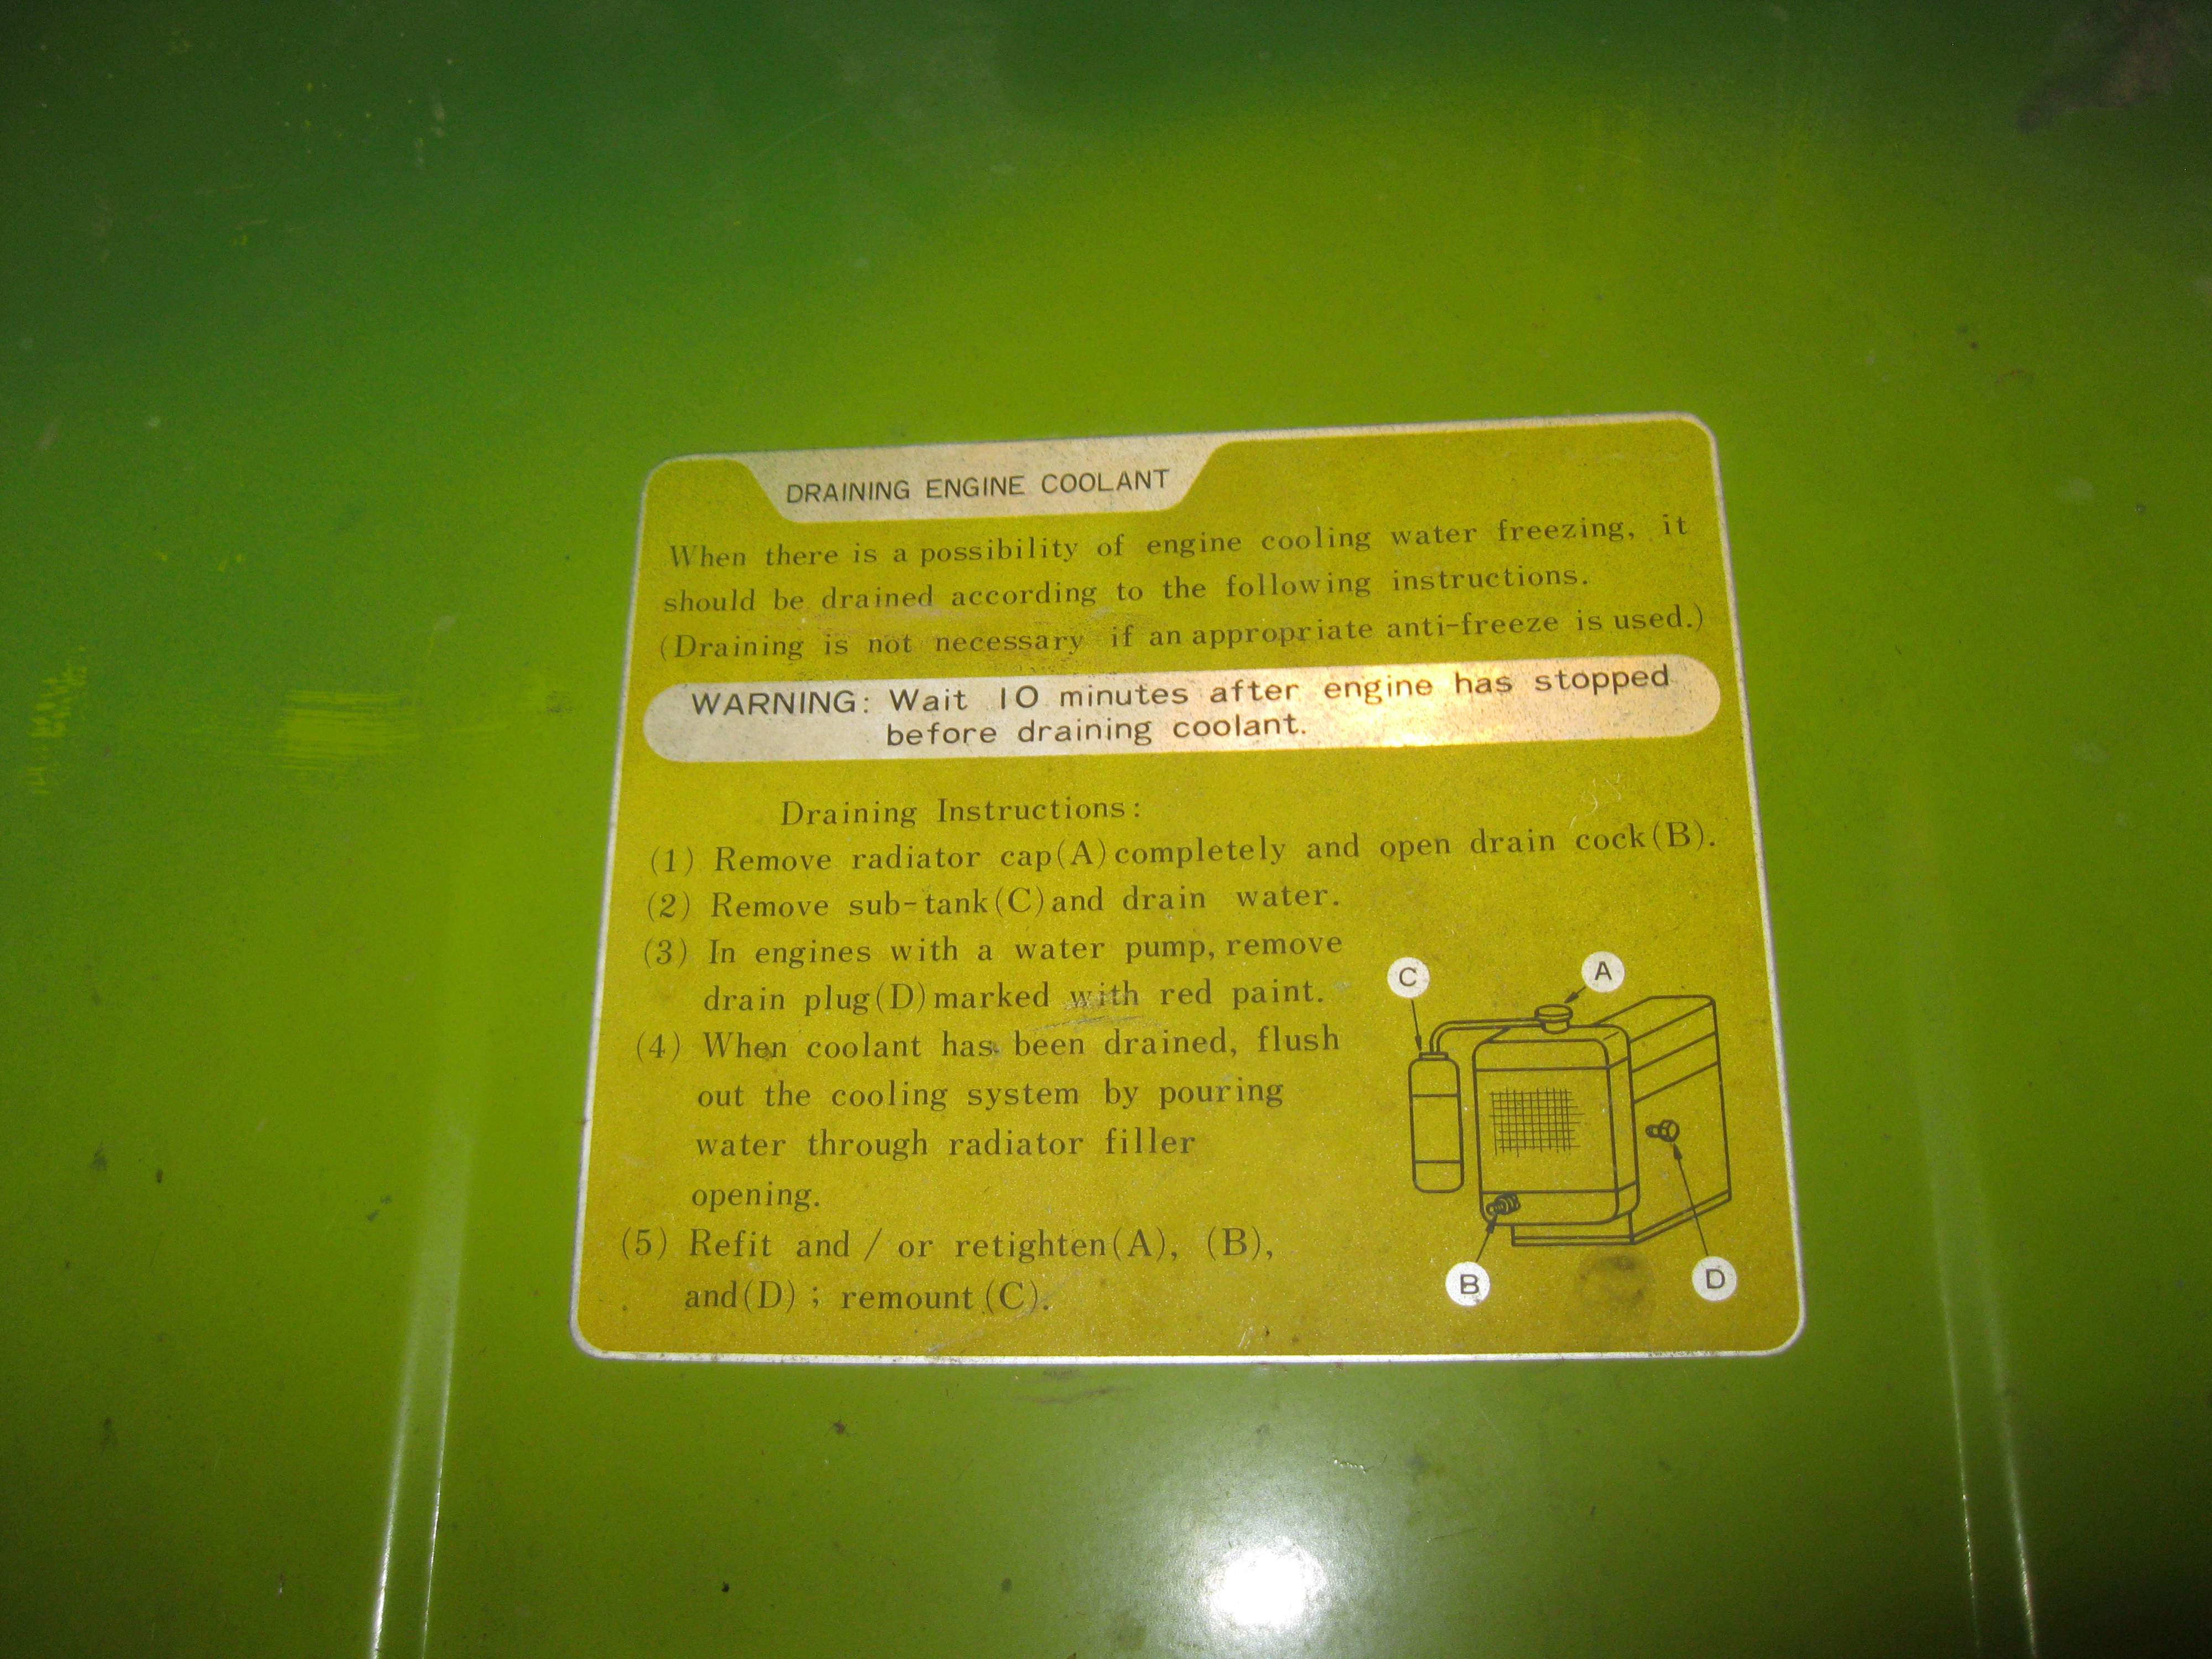 DRAINING ENGINE COOLANT
When there is a possibility of engine cooling water freezing, it
should be drained according to the following instructions.
(Draining is not necessary if an appropriate anti-freeze is used.)
WARNING: Wait 10 minutes after engine has stopped
before draining coolant.
Draining Instructions:
(1) Remove radiator cap(A)completely and open drain cock(B).
(2) Remove sub-tank(C)and drain water.
(3) In engines with a water pump, remove
drain plug(D)marked with red paint.
(4) When coolant has been drained, flush
out the cooling system by pouring
water through radiator filler
opening.
(5) Refit and / or retighten(A), (B),
and(D) ; remount (C).
C
A
B
D